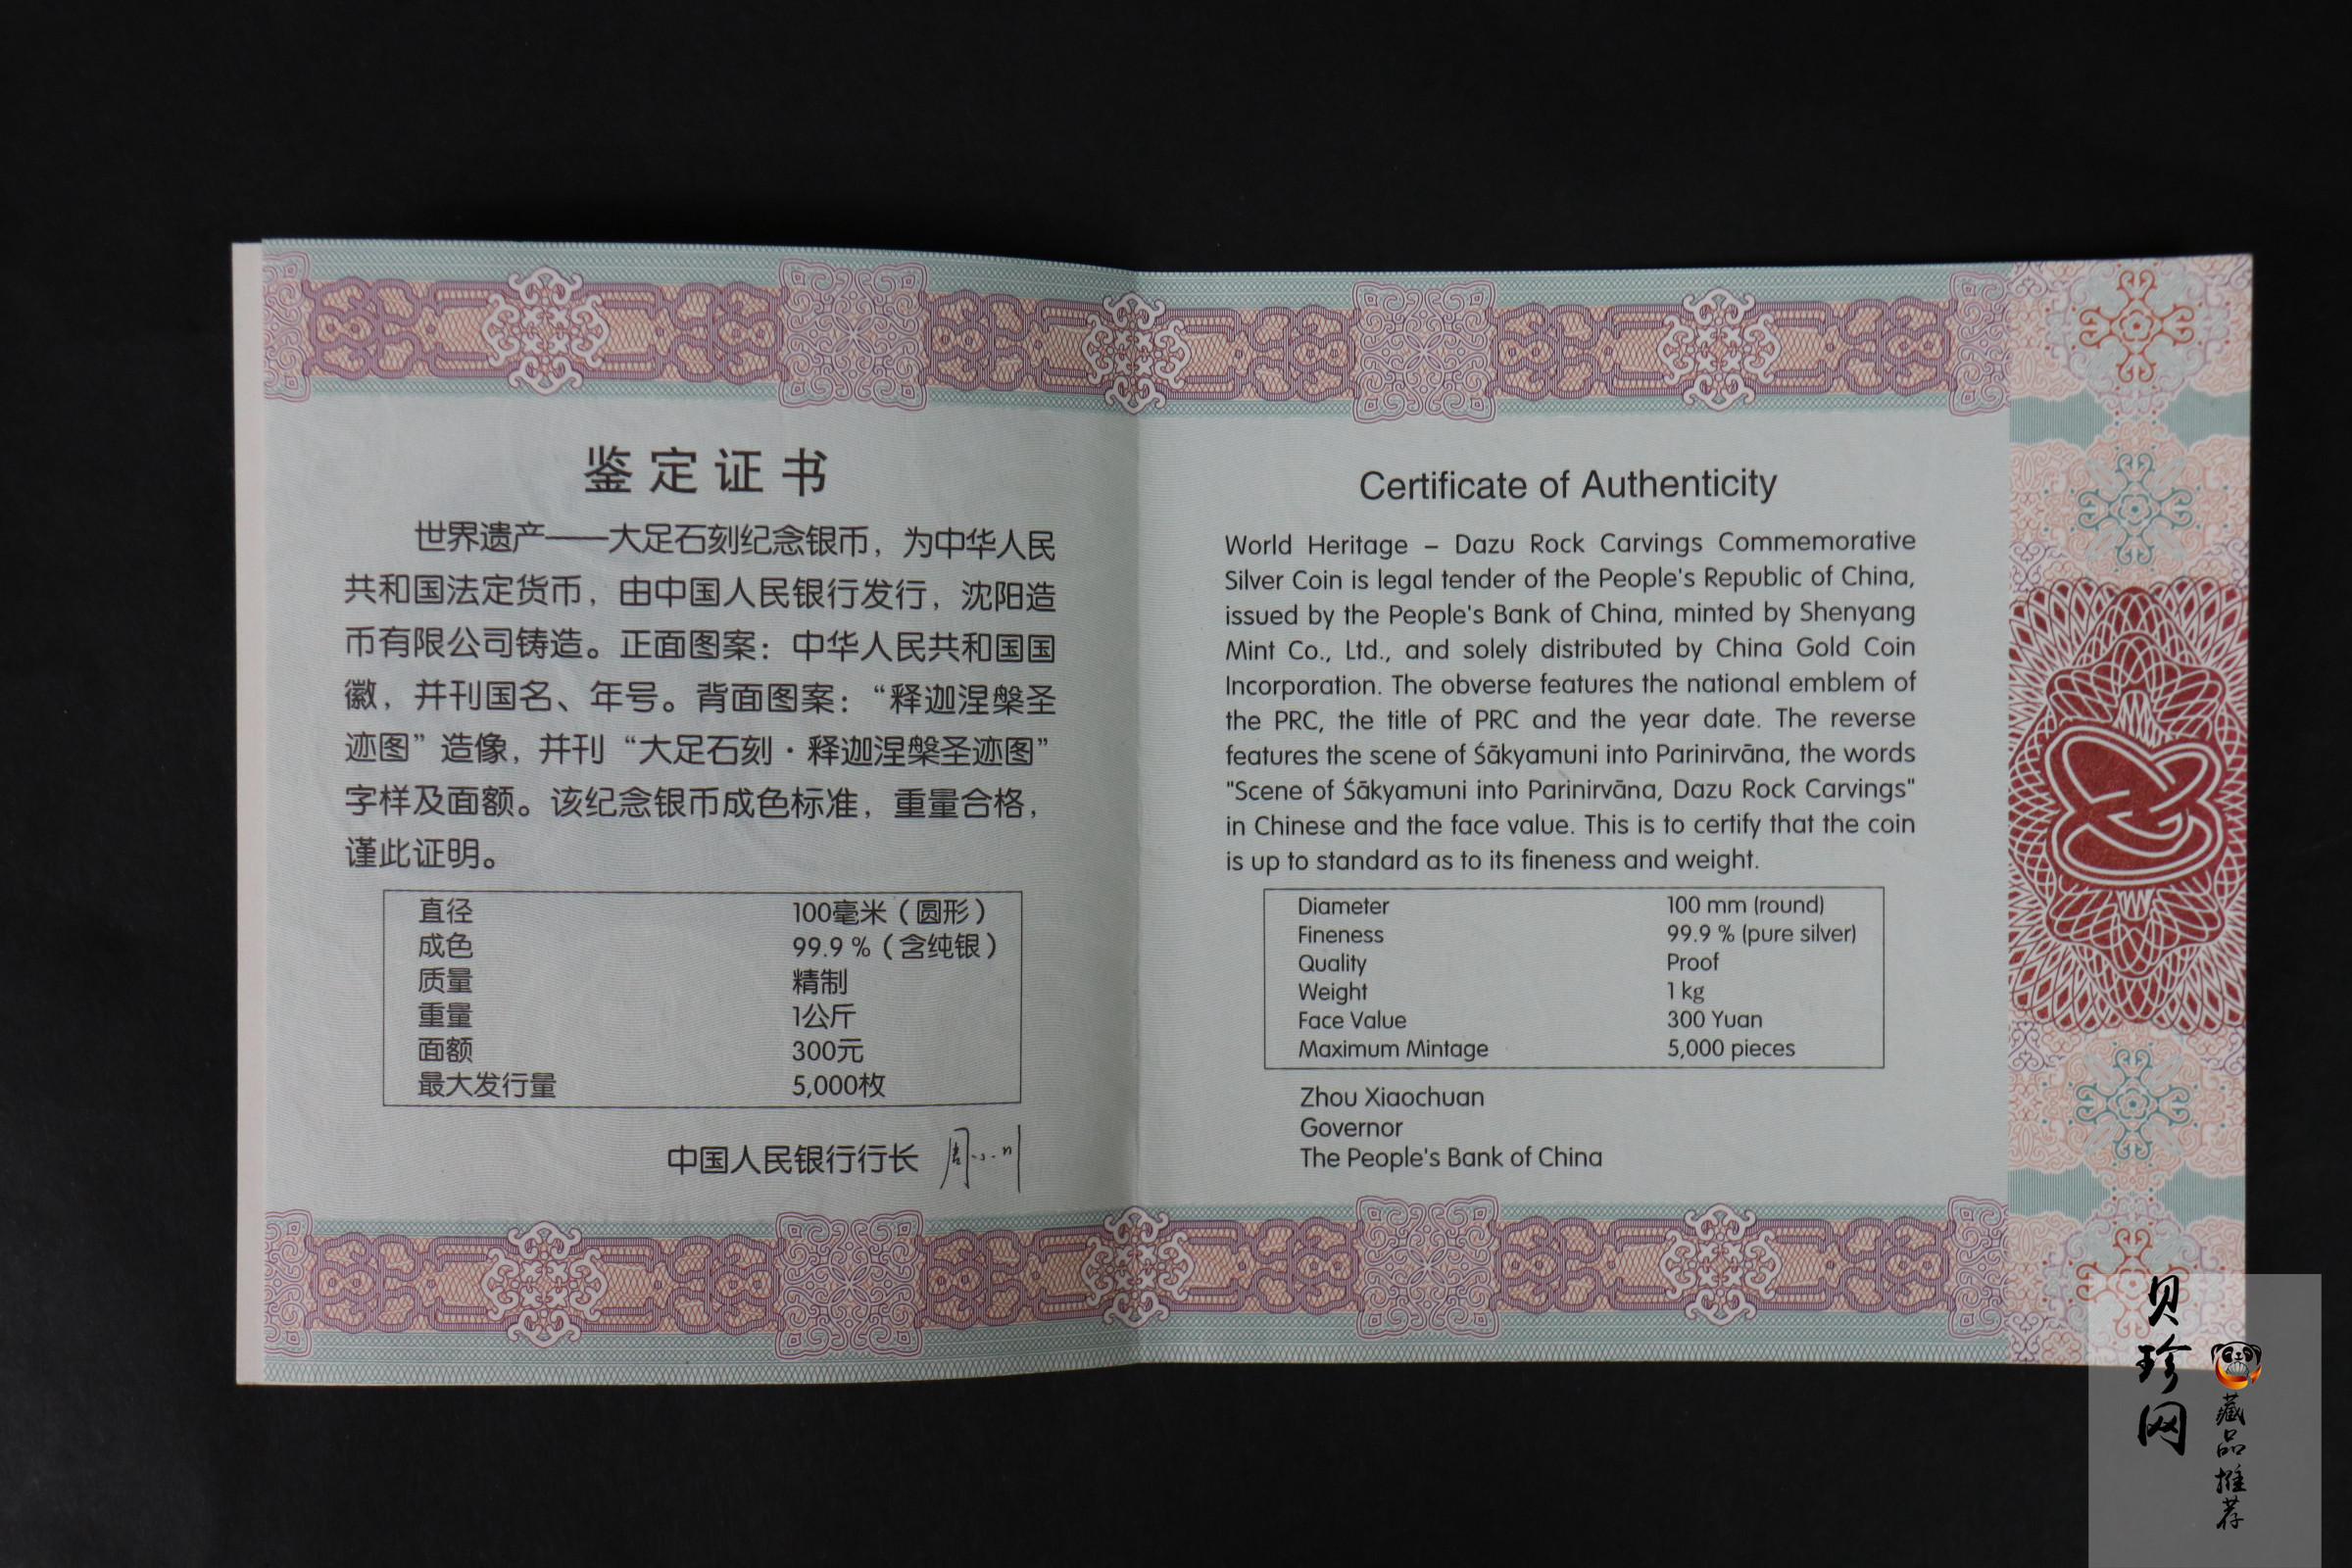 鉴定证书
世界遗产——大足石刻纪念银币，为中华人民
共和国法定货币，由中国人民银行发行，沈阳造
币有限公司铸造。正面图案：中华人民共和国国
徽，并刊国名、年号。背面图案：“释迦涅槃圣
迹图”造像，并刊“大足石刻·释迦涅槃圣迹图”
字样及面额。该纪念银币成色标准，重量合格，
谨此证明。
直径 100毫米（圆形）
成色 99.9 %（含纯银）
质量 精制
重量 1公斤
面额 300元
最大发行量 5,000枚
中国人民银行行长 周小川
Certificate of Authenticity
World Heritage – Dazu Rock Carvings Commemorative
Silver Coin is legal tender of the People's Republic of China,
issued by the People's Bank of China, minted by Shenyang
Mint Co., Ltd., and solely distributed by China Gold Coin
Incorporation. The obverse features the national emblem of
the PRC, the title of PRC and the year date. The reverse
features the scene of Śākyamuni into Parinirvāna, the words
"Scene of Śākyamuni into Parinirvāna, Dazu Rock Carvings"
in Chinese and the face value. This is to certify that the coin
is up to standard as to its fineness and weight.
Diameter 100 mm (round)
Fineness 99.9 % (pure silver)
Quality Proof
Weight 1 kg
Face Value 300 Yuan
Maximum Mintage 5,000 pieces
Zhou Xiaochuan
Governor
The People's Bank of China
贝珍网
藏品推荐